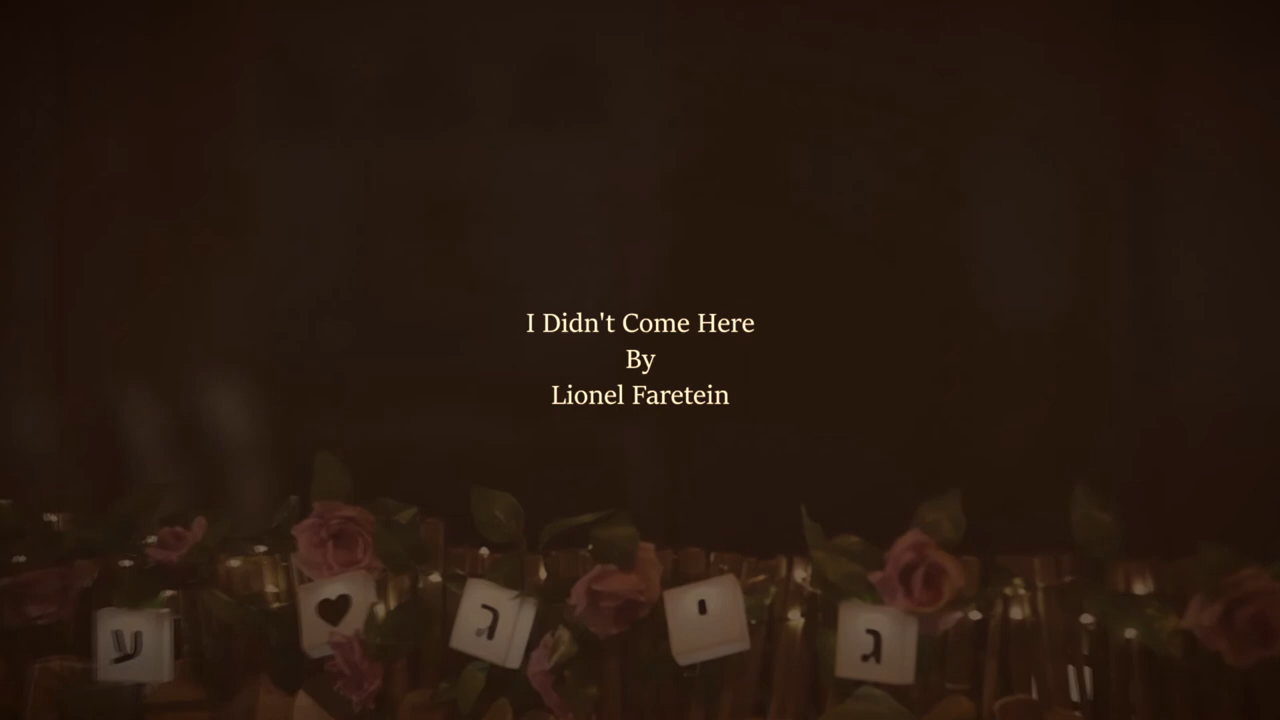 I Didn't Come Here
By
Lionel Faretein
ג י ג ♥ ע